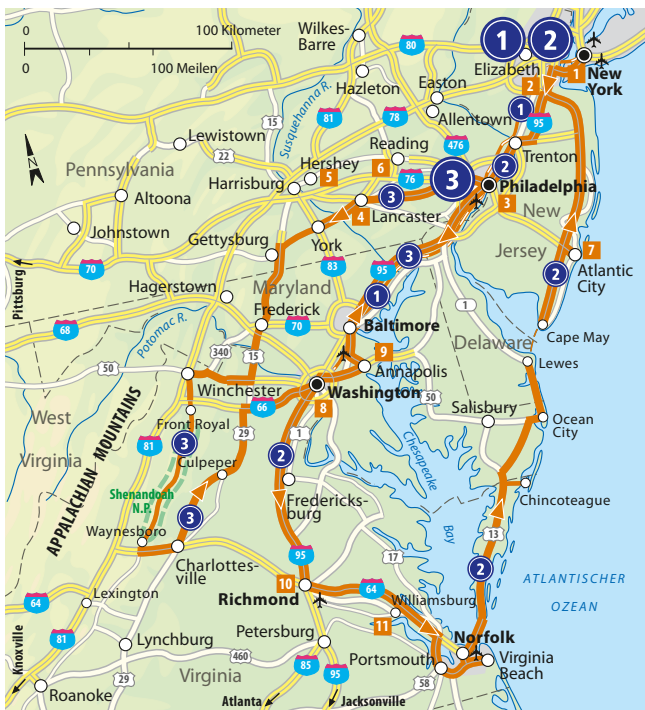 0
100 Kilometer
0
100 Meilen
Wilkes-
Barre
80
1
2
Elizabeth
1
New
York
Hazleton
Easton
2
1
95
Susquehanna R.
81
78
Allentown
15
Lewistown
22
476
Reading
Trenton
Pennsylvania
Hershey
5
6
76
2
Harrisburg
3
3
Philadelphia
3
Altoona
4
Lancaster
New
Johnstown
Gettysburg
York
Jersey
7
Pittsburg
70
83
95
3
2
Atlantic
City
Hagerstown
Maryland
1
1
68
Potomac R.
Frederick
70
Baltimore
Cape May
340
Delaware
15
9
50
Annapolis
Lewes
Winchester
Washington
66
8
50
West
Virginia
APPALACHIAN MOUNTAINS
Front Royal
29
1
Salisbury
Ocean
City
81
3
Culpeper
2
Chesapeake
Bay
Shenandoah
N.P.
Fredericks-
burg
Chincoteague
3
Waynesboro
13
Charlottes-
ville
95
17
2
ATLANTISCHER
OZEAN
Lexington
64
10
Richmond
64
Williamsburg
11
81
Knoxville
Lynchburg
Petersburg
Norfolk
460
Portsmouth
Virginia
Beach
29
Virginia
85
95
58
Roanoke
Atlanta
Jacksonville